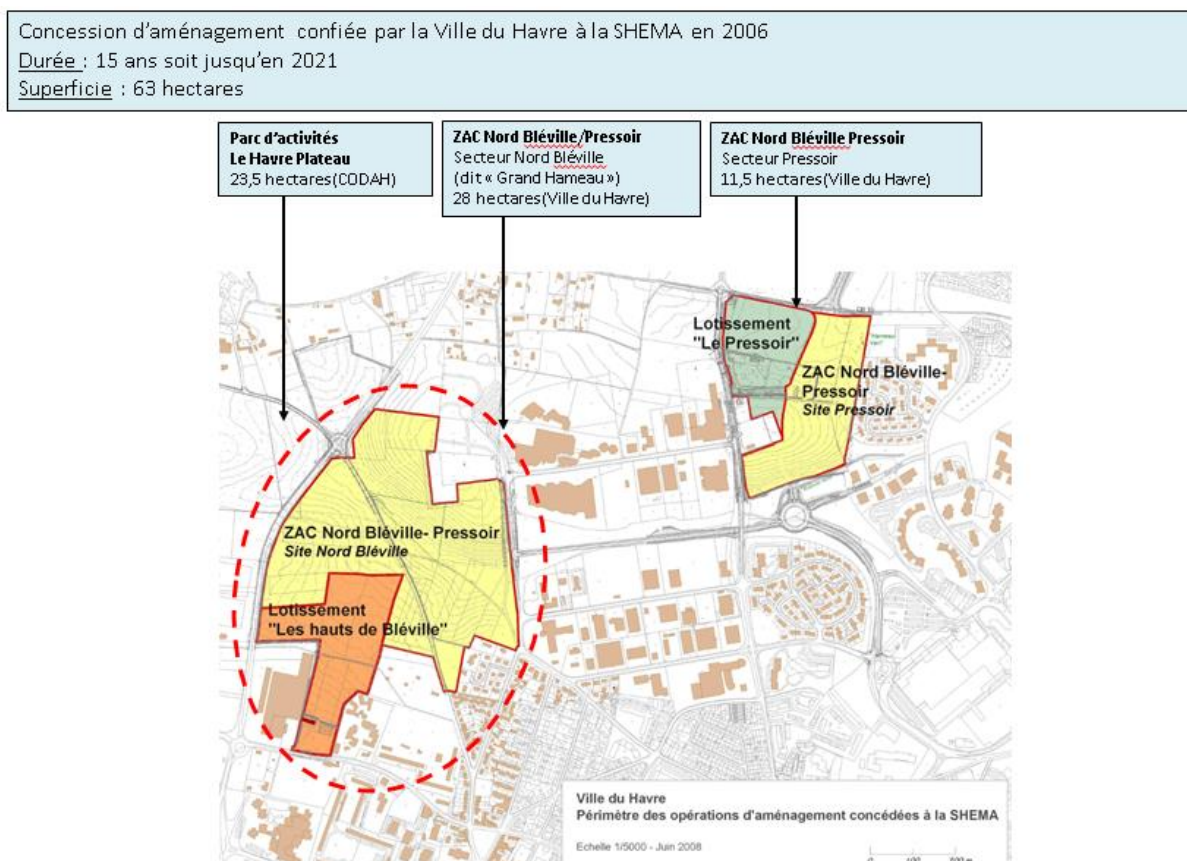 Concession d'aménagement confiée par la Ville du Havre à la SHEMA en 2006
Durée : 15 ans soit jusqu'en 2021
Superficie : 63 hectares
Parc d'activités
Le Havre Plateau
23,5 hectares(CODAH)
ZAC Nord Bléville/Pressoir
Secteur Nord Bléville
(dit « Grand Hameau »)
28 hectares(Ville du Havre)
ZAC Nord Bléville Pressoir
Secteur Pressoir
11,5 hectares(Ville du Havre)
Lotissement
"Le Pressoir"
ZAC Nord Bléville-
Pressoir
Site Pressoir
ZAC Nord Bléville- Pressoir
Site Nord Bléville
Lotissement
"Les hauts de Bléville"
Ville du Havre
Périmètre des opérations d'aménagement concédées à la SHEMA
Echelle 1/5000 - Juin 2008